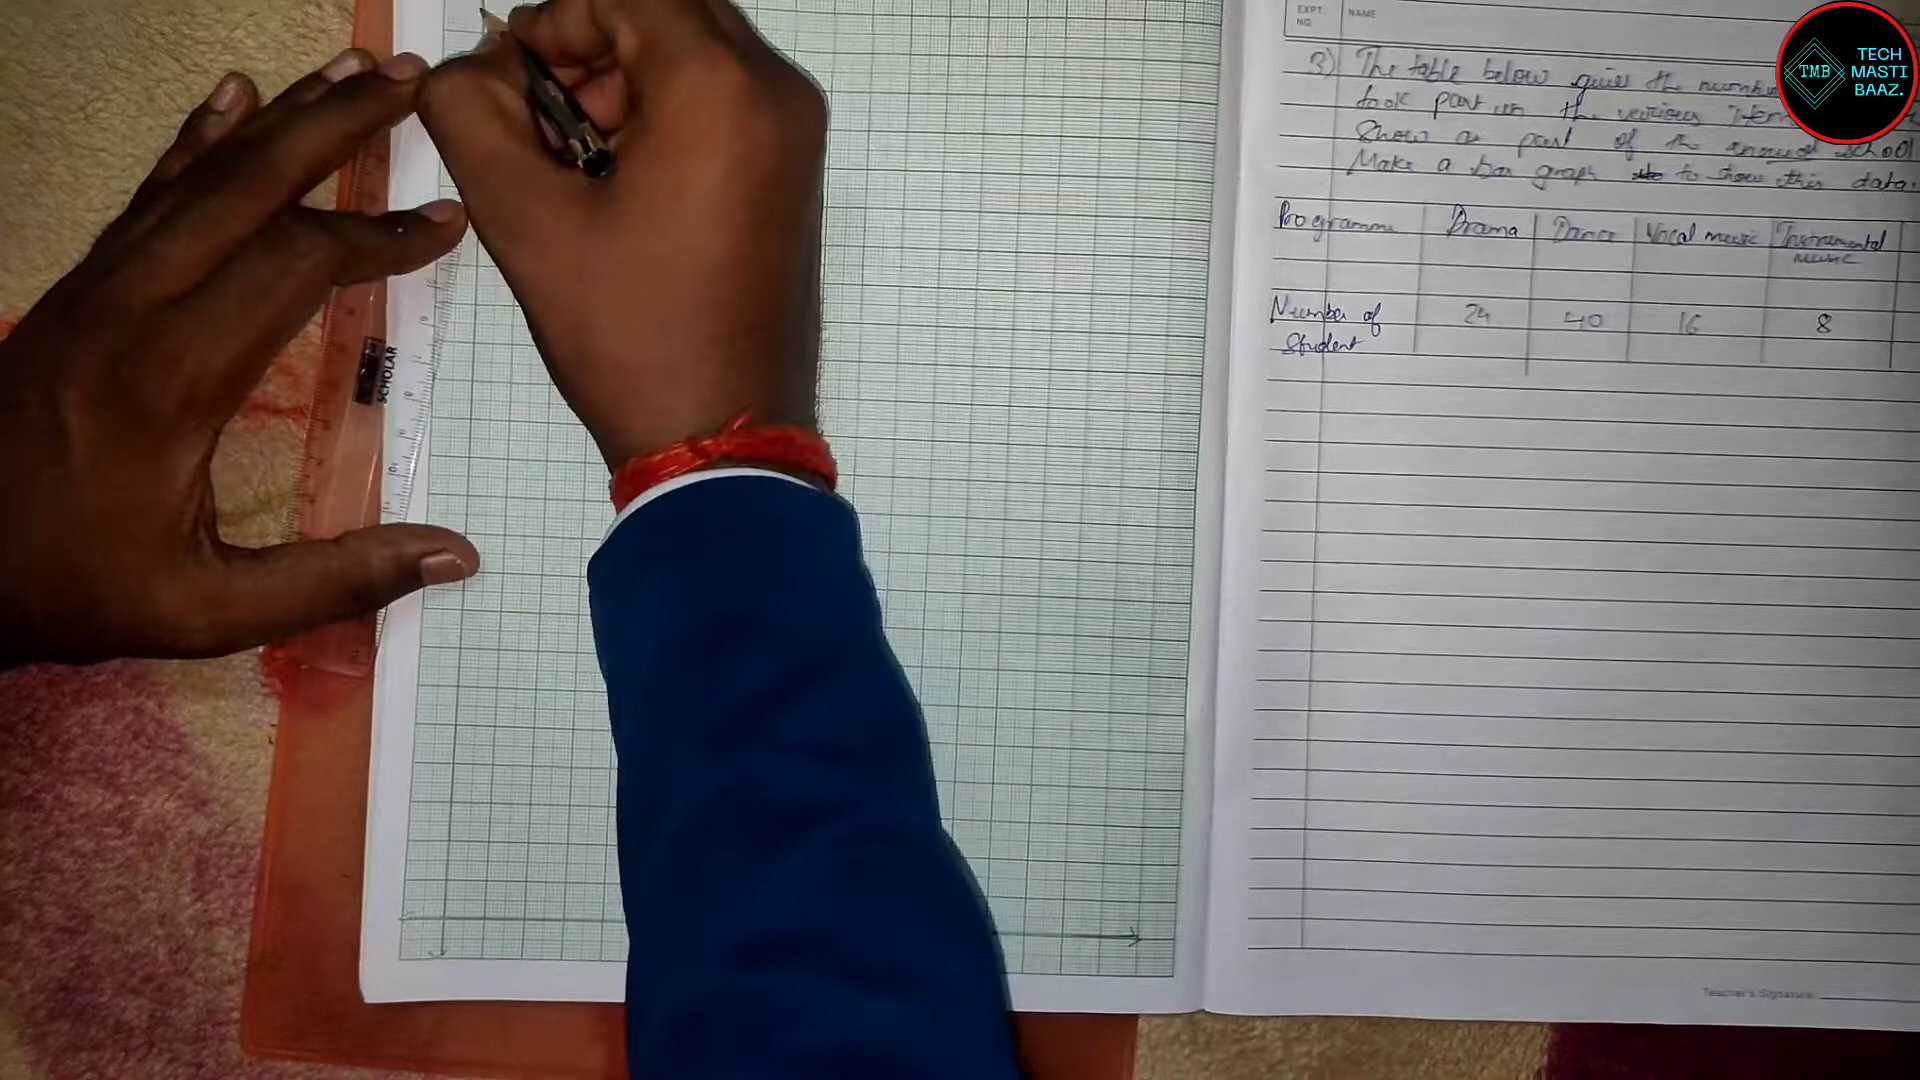 EXPT. NO.
NAME
TECH MASTI BAAZ.
TMB
3) The table below gives the
took part in the various
Show as part of the annual school
Make a bar graph to show this data.
Programme Drama Dance Vocal music Instrumental music
Number of Student 24 40 16 8
SCHOLAR
Teacher's Signature